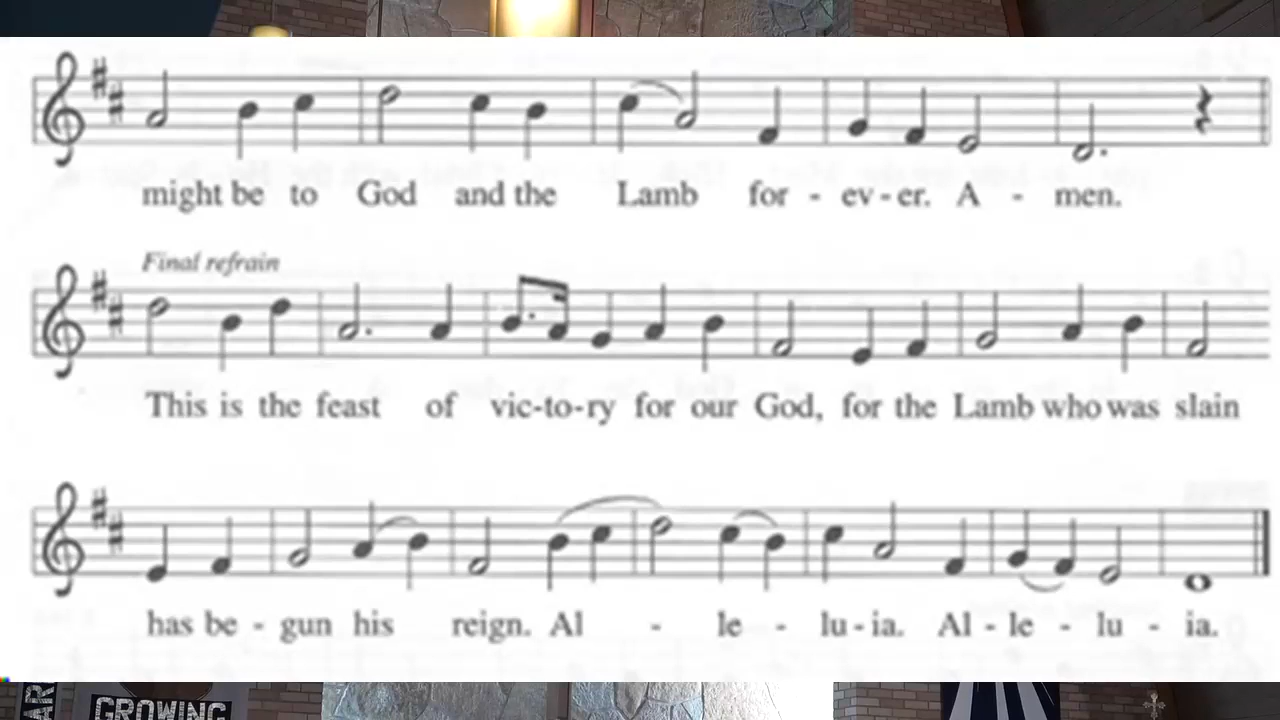 might be to God and the Lamb for - ev - er. A - men.
Final refrain
This is the feast of vic-to-ry for our God, for the Lamb who was slain
has be - gun his reign. Al - le - lu - ia. Al - le - lu - ia.
AR
GROWING